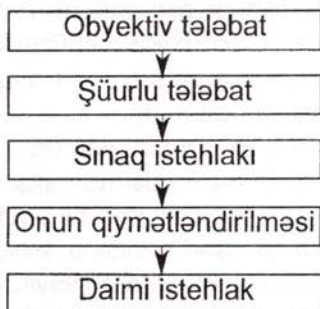 Obyektiv tələbat
Şüurlu tələbat
Sınaq istehlakı
Onun qiymətləndirilməsi
Daimi istehlak